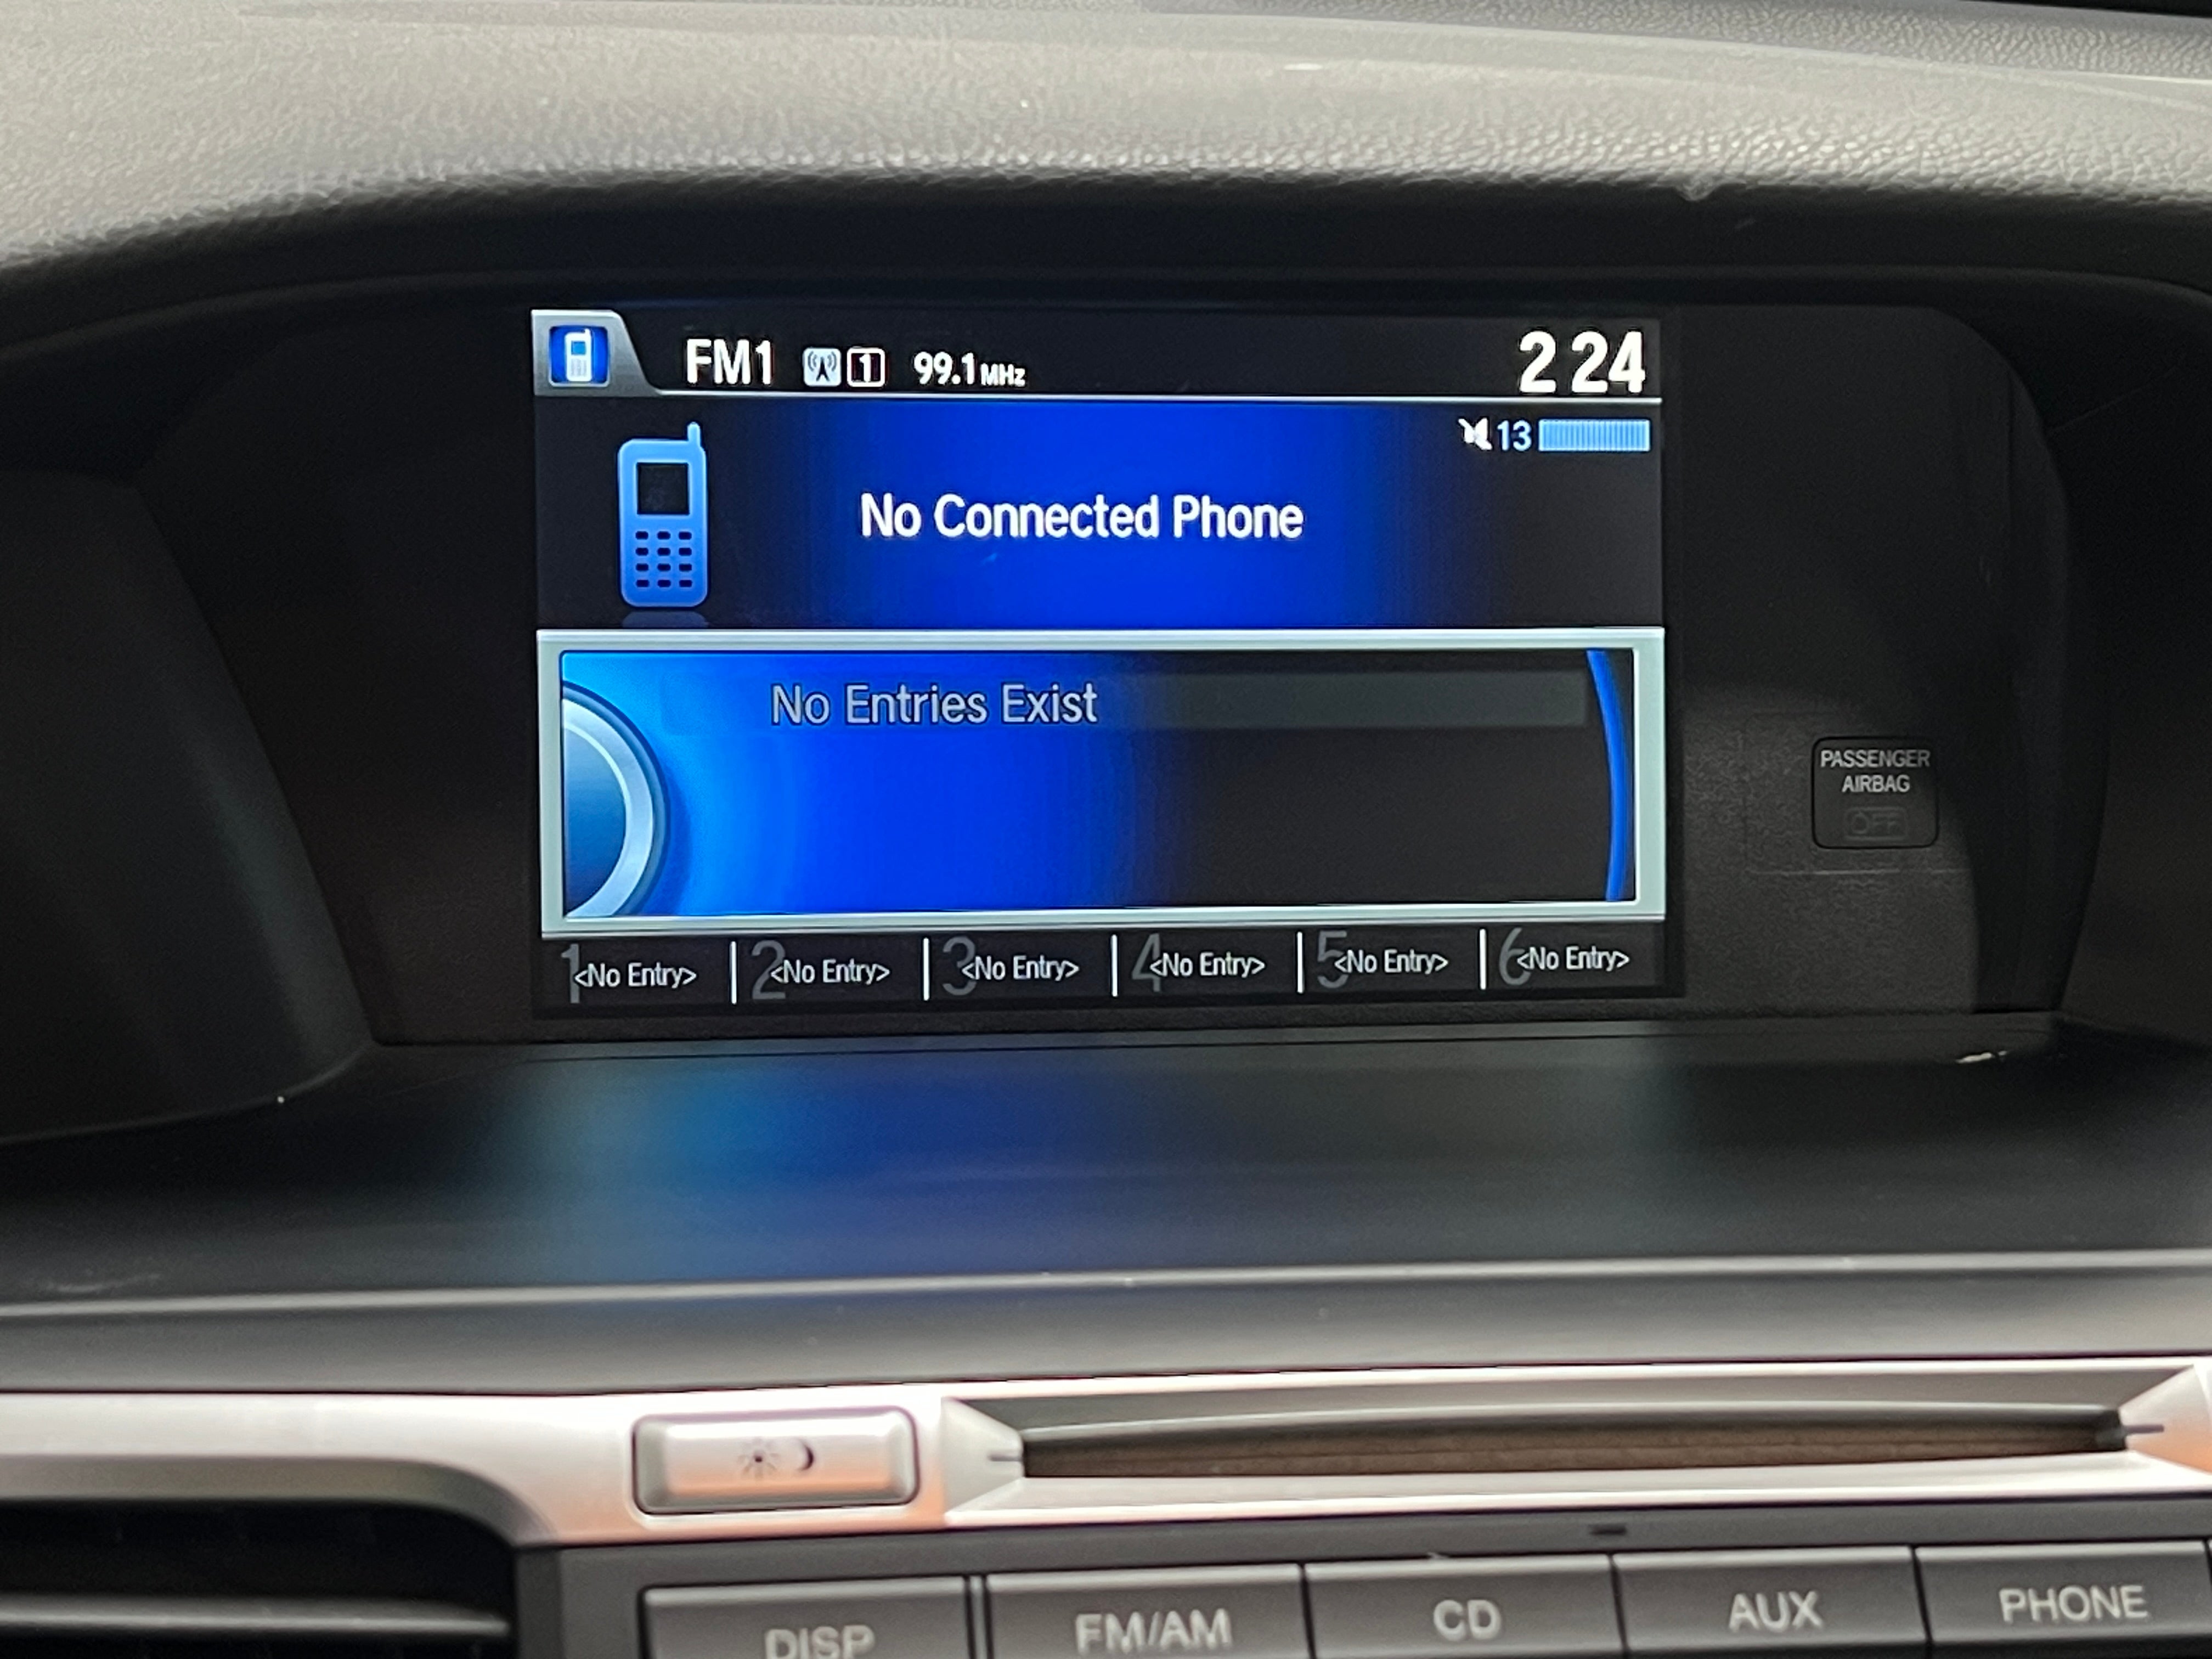 FM1 1 99.1 MHz 2 24
13
No Connected Phone
No Entries Exist
1 <No Entry> 2 <No Entry> 3 <No Entry> 4 <No Entry> 5 <No Entry> 6 <No Entry>
PASSENGER
AIRBAG
OFF
DISP FM/AM CD AUX PHONE